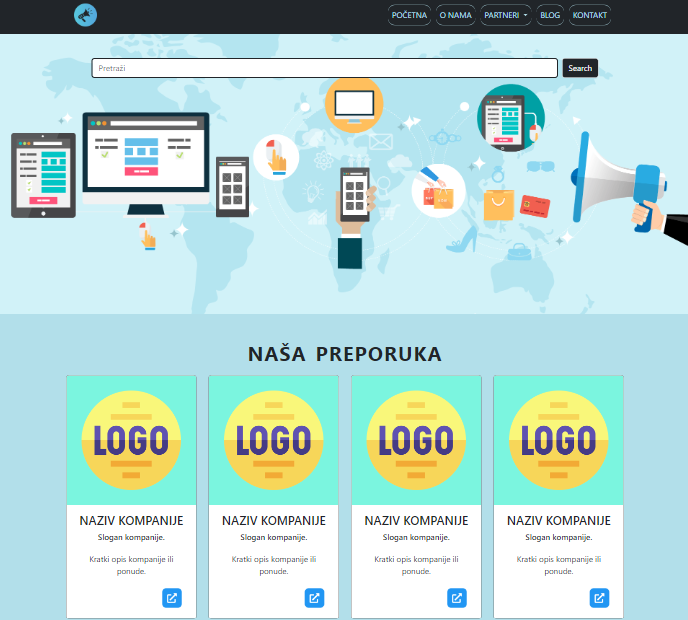 POČETNA O NAMA PARTNERI BLOG KONTAKT
Pretraži Search
NAŠA PREPORUKA
LOGO LOGO LOGO LOGO
NAZIV KOMPANIJE NAZIV KOMPANIJE NAZIV KOMPANIJE NAZIV KOMPANIJE
Slogan kompanije. Slogan kompanije. Slogan kompanije. Slogan kompanije.
Kratki opis kompanije ili Kratki opis kompanije ili Kratki opis kompanije ili Kratki opis kompanije ili
ponude. ponude. ponude. ponude.